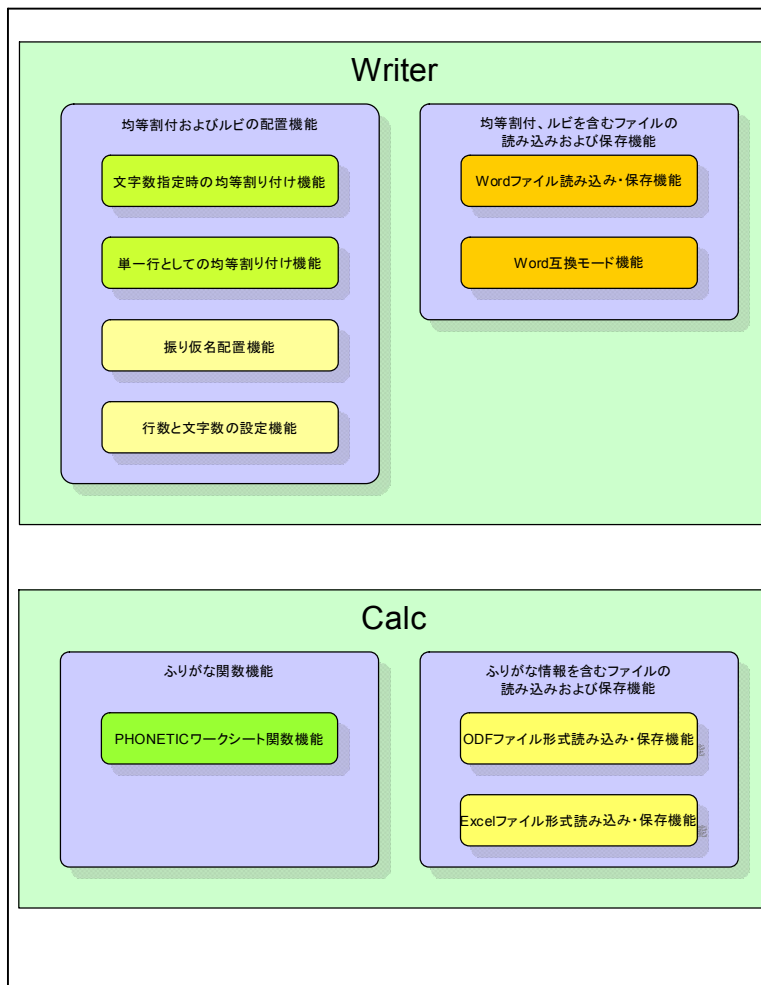 Writer
均等割付およびルビの配置機能
文字数指定時の均等割り付け機能
単一行としての均等割り付け機能
振り仮名配置機能
行数と文字数の設定機能
均等割付、ルビを含むファイルの
読み込みおよび保存機能
Wordファイル読み込み・保存機能
Word互換モード機能
Calc
ふりがな関数機能
PHONETICワークシート関数機能
ふりがな情報を含むファイルの
読み込みおよび保存機能
ODFファイル形式読み込み・保存機能
Excelファイル形式読み込み・保存機能